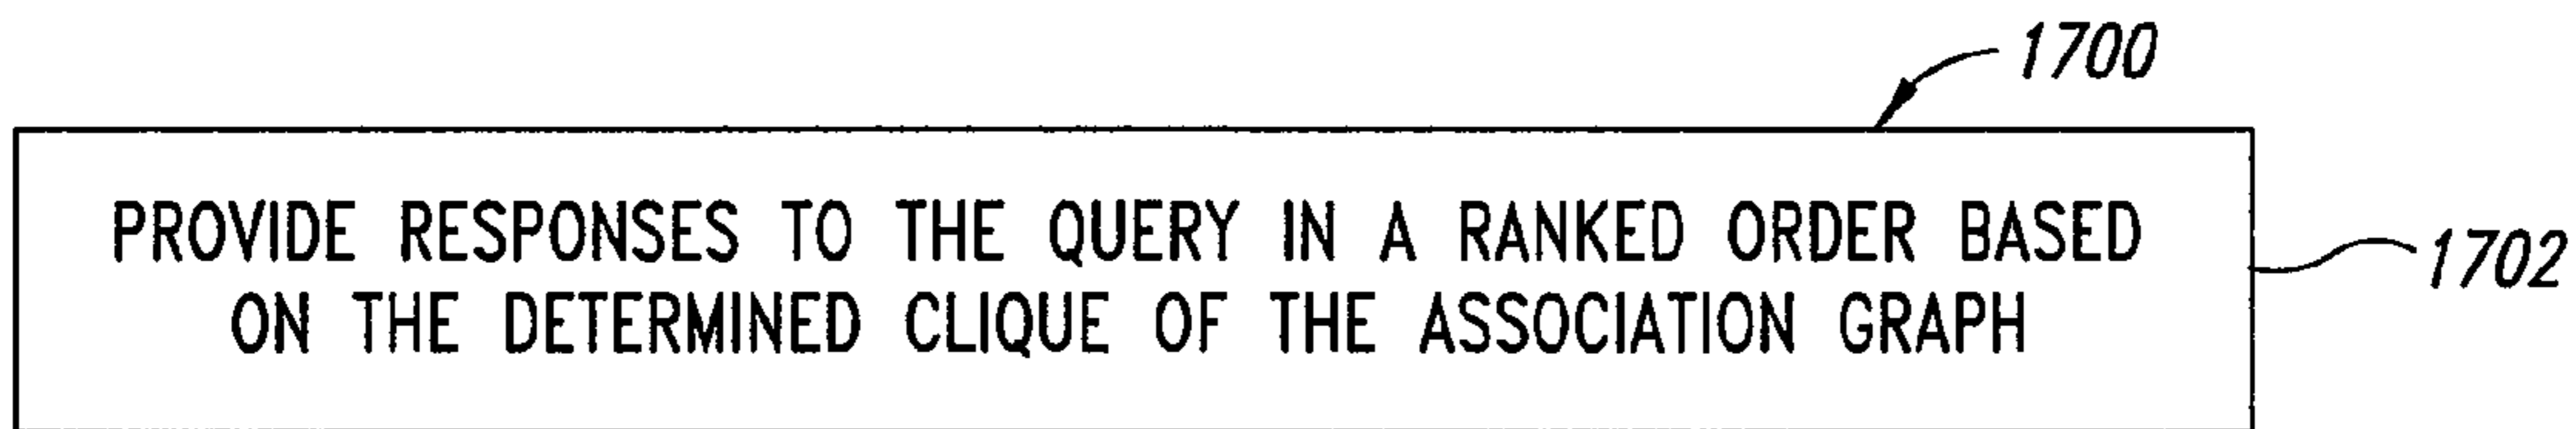 1700
PROVIDE RESPONSES TO THE QUERY IN A RANKED ORDER BASED
ON THE DETERMINED CLIQUE OF THE ASSOCIATION GRAPH
1702